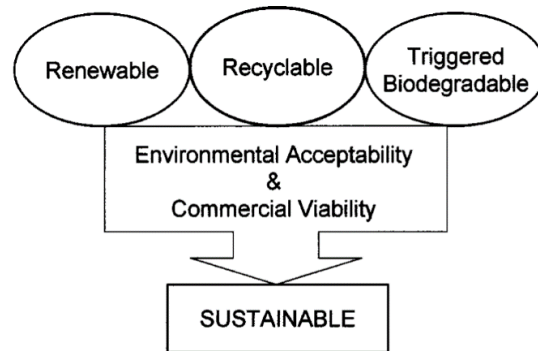 Renewable
Recyclable
Triggered
Biodegradable
Environmental Acceptability
&
Commercial Viability
SUSTAINABLE